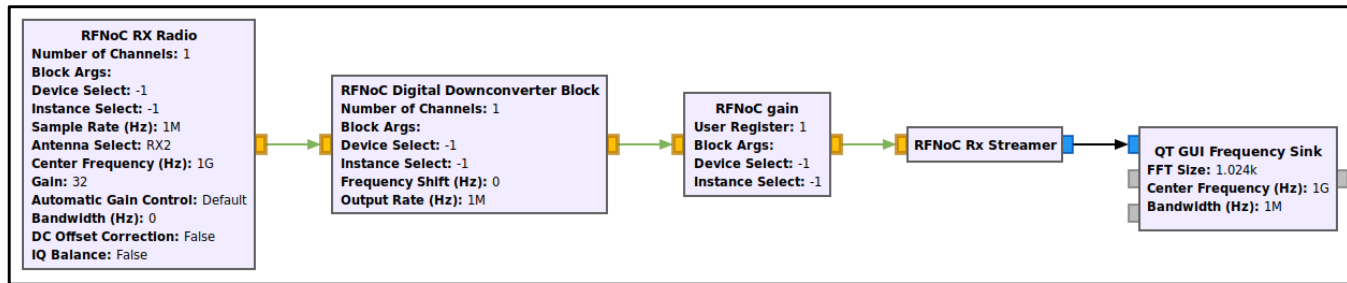 RFNoC RX Radio
Number of Channels: 1
Block Args:
Device Select: -1
Instance Select: -1
Sample Rate (Hz): 1M
Antenna Select: RX2
Center Frequency (Hz): 1G
Gain: 32
Automatic Gain Control: Default
Bandwidth (Hz): 0
DC Offset Correction: False
IQ Balance: False
RFNoC Digital Downconverter Block
Number of Channels: 1
Block Args:
Device Select: -1
Instance Select: -1
Frequency Shift (Hz): 0
Output Rate (Hz): 1M
RFNoC gain
User Register: 1
Block Args:
Device Select: -1
Instance Select: -1
RFNoC Rx Streamer
QT GUI Frequency Sink
FFT Size: 1.024k
Center Frequency (Hz): 1G
Bandwidth (Hz): 1M